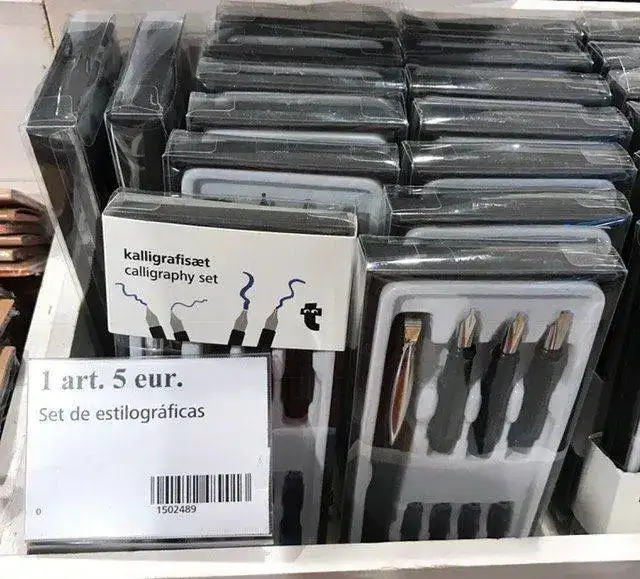 kalligrafisæt
calligraphy set
1 art. 5 eur.
Set de estilográficas
0
1502489